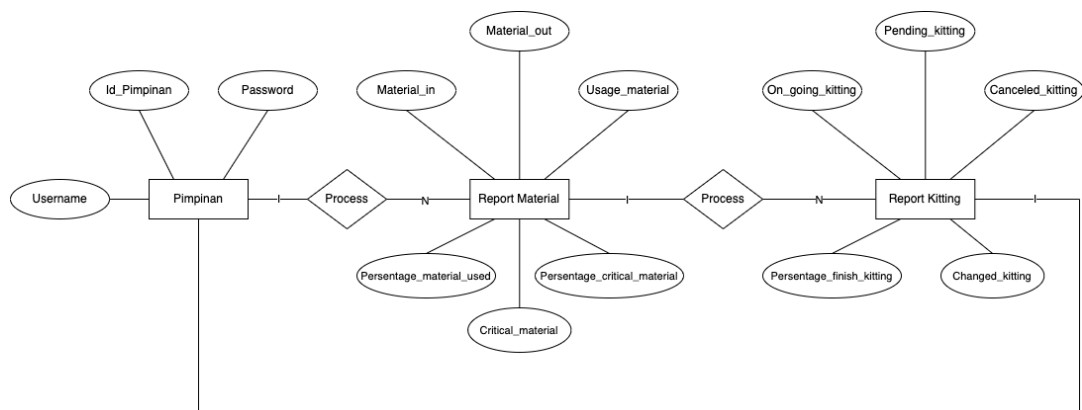 Material_out
Pending_kitting
Id_Pimpinan
Password
Material_in
Usage_material
On_going_kitting
Canceled_kitting
Username
Pimpinan
I
Process
N
Report Material
I
Process
N
Report Kitting
I
Persentage_material_used
Persentage_critical_material
Persentage_finish_kitting
Changed_kitting
Critical_material